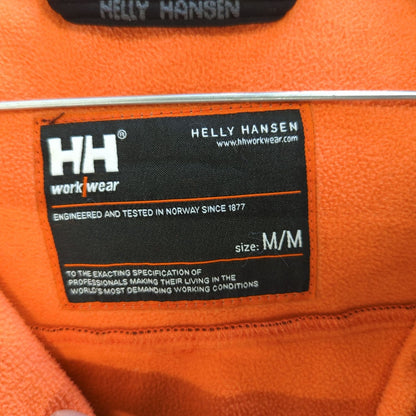 HELLY HANSEN
HH®
work/wear
HELLY HANSEN
www.hhworkwear.com
ENGINEERED AND TESTED IN NORWAY SINCE 1877
size: M/M
TO THE EXACTING SPECIFICATION OF
PROFESSIONALS MAKING THEIR LIVING IN THE
WORLD'S MOST DEMANDING WORKING CONDITIONS